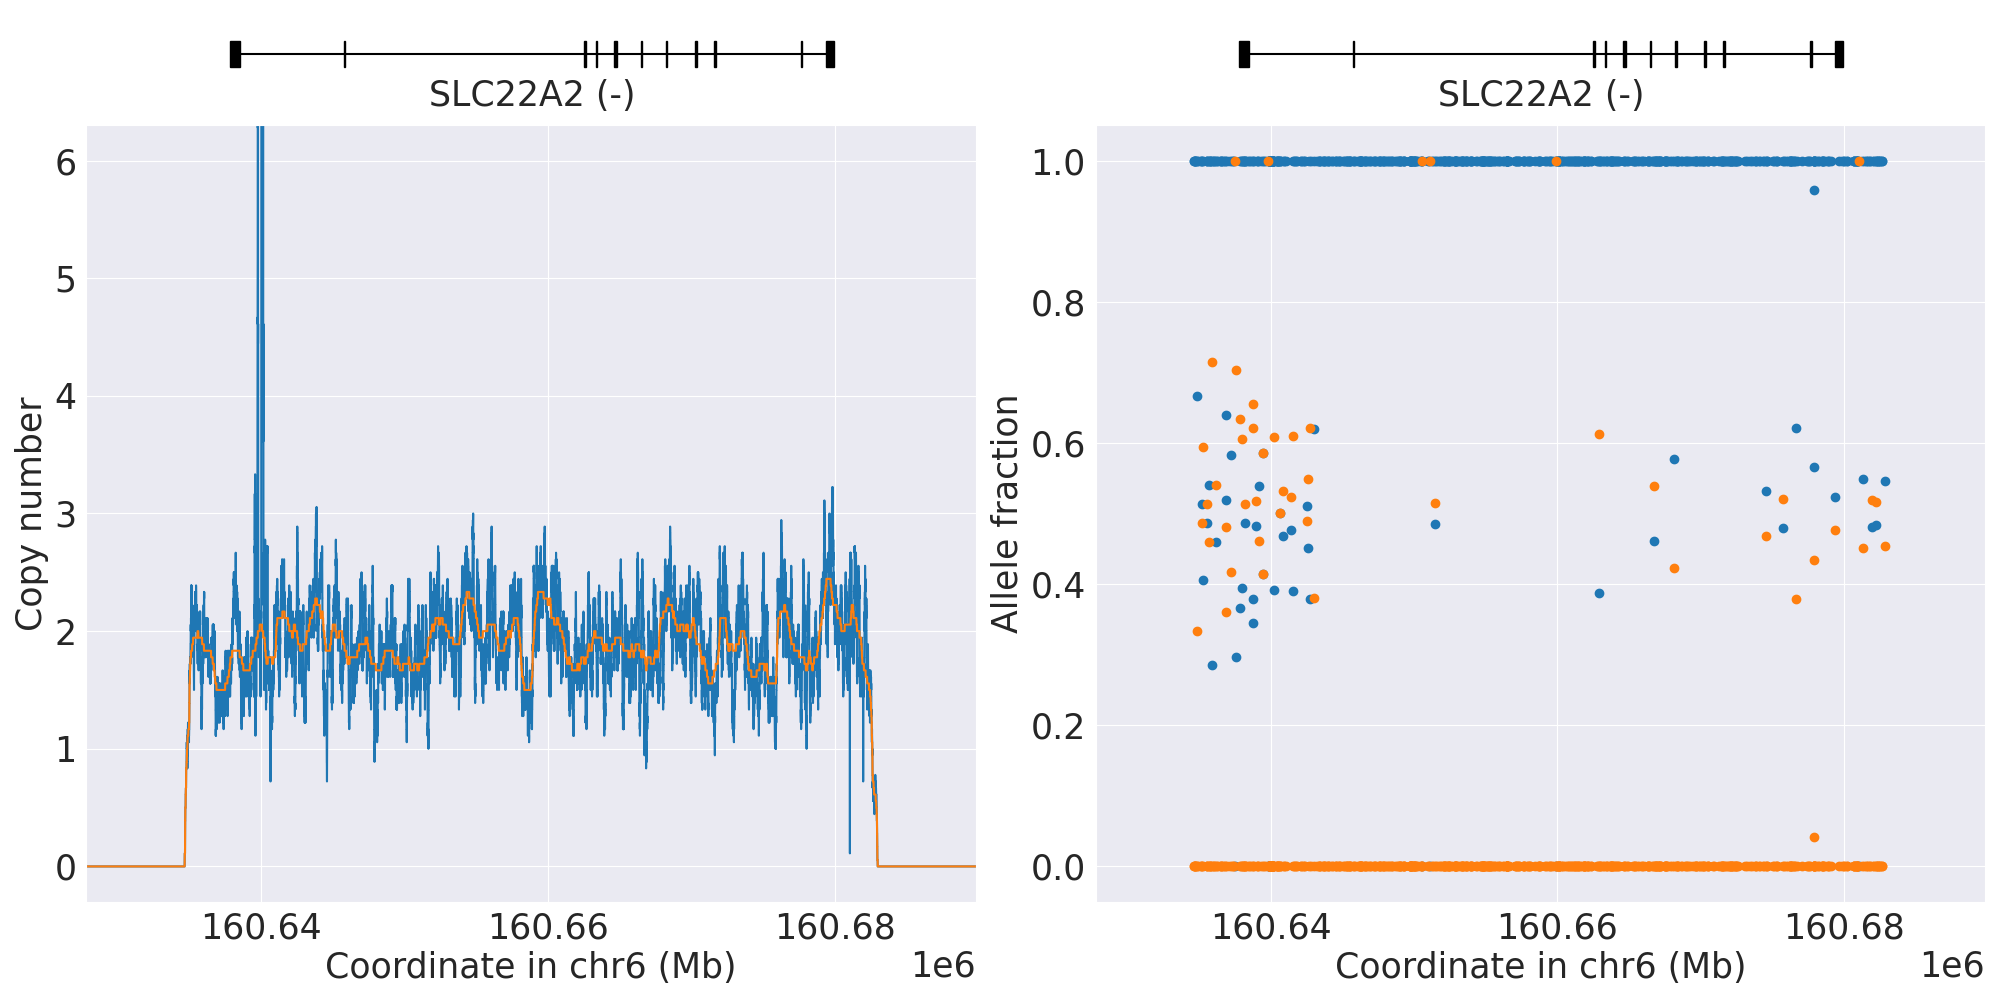 SLC22A2 (-)
SLC22A2 (-)
Copy number
6
5
4
3
2
1
0
160.64
160.66
160.68
Coordinate in chr6 (Mb)
1e6
Allele fraction
1.0
0.8
0.6
0.4
0.2
0.0
160.64
160.66
160.68
Coordinate in chr6 (Mb)
1e6